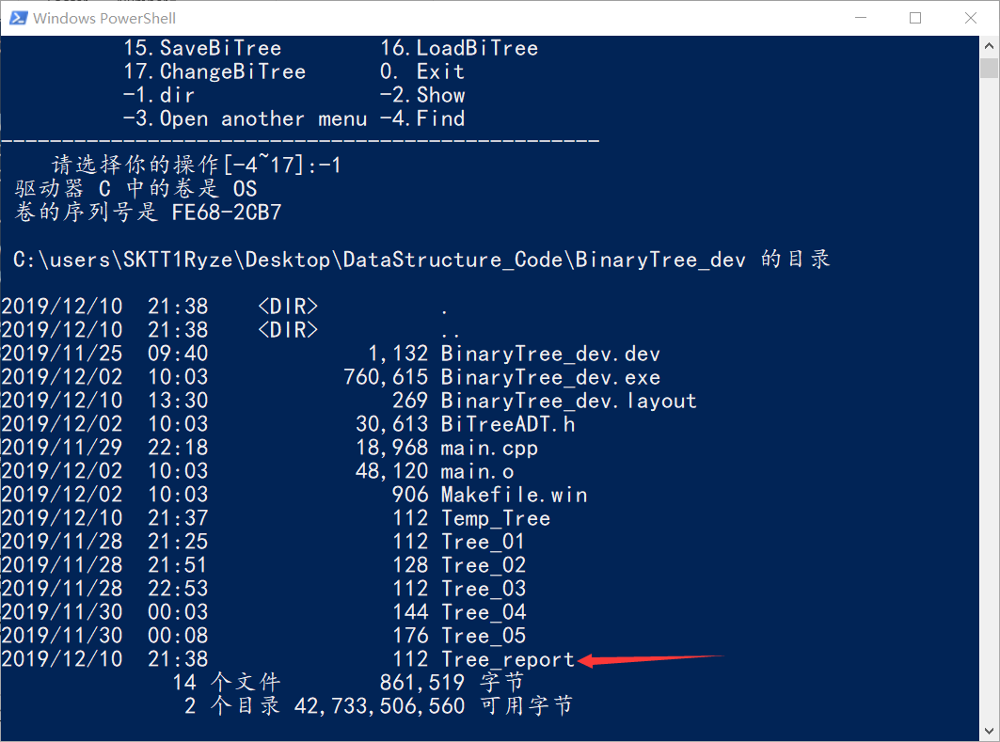 Windows PowerShell
15.SaveBiTree 16.LoadBiTree
17.ChangeBiTree 0. Exit
-1.dir -2.Show
-3.Open another menu -4.Find
-------------------------------------------------
请选择你的操作[-4~17]:-1
驱动器 C 中的卷是 OS
卷的序列号是 FE68-2CB7
C:\users\SKTT1Ryze\Desktop\DataStructure_Code\BinaryTree_dev 的目录
2019/12/10 21:38 <DIR> .
2019/12/10 21:38 <DIR> ..
2019/11/25 09:40 1,132 BinaryTree_dev.dev
2019/12/02 10:03 760,615 BinaryTree_dev.exe
2019/12/10 13:30 269 BinaryTree_dev.layout
2019/12/02 10:03 30,613 BiTreeADT.h
2019/11/29 22:18 18,968 main.cpp
2019/12/02 10:03 48,120 main.o
2019/12/02 10:03 906 Makefile.win
2019/12/10 21:37 112 Temp_Tree
2019/11/28 21:25 112 Tree_01
2019/11/28 21:51 128 Tree_02
2019/11/28 22:53 112 Tree_03
2019/11/30 00:03 144 Tree_04
2019/11/30 00:08 176 Tree_05
2019/12/10 21:38 112 Tree_report
14 个文件 861,519 字节
2 个目录 42,733,506,560 可用字节